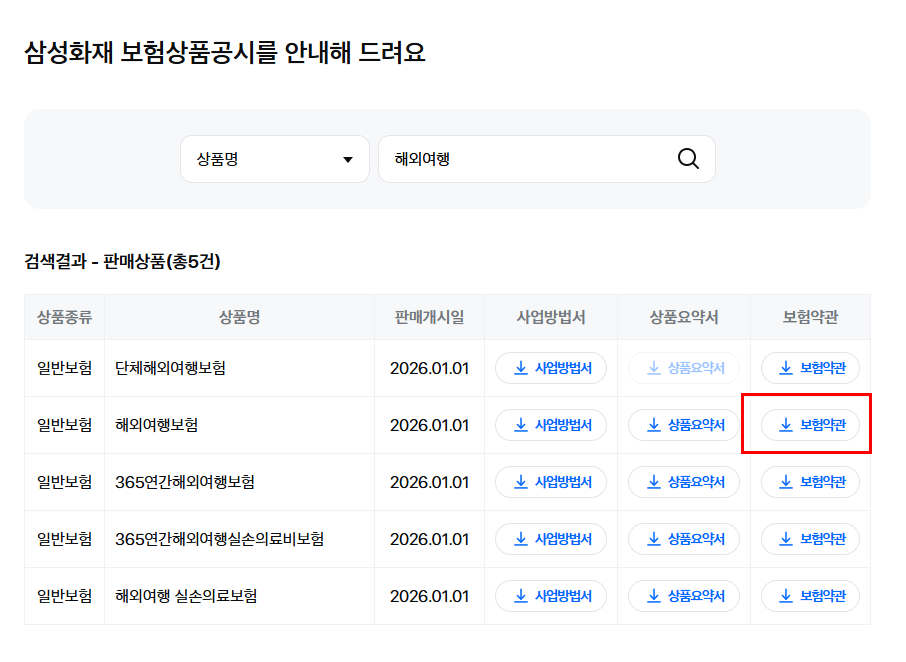 삼성화재 보험상품공시를 안내해 드려요
상품명 해외여행
검색결과 - 판매상품(총5건)
상품종류 상품명 판매개시일 사업방법서 상품요약서 보험약관
일반보험 단체해외여행보험 2026.01.01 사업방법서 상품요약서 보험약관
일반보험 해외여행보험 2026.01.01 사업방법서 상품요약서 보험약관
일반보험 365연간해외여행보험 2026.01.01 사업방법서 상품요약서 보험약관
일반보험 365연간해외여행실손의료비보험 2026.01.01 사업방법서 상품요약서 보험약관
일반보험 해외여행 실손의료보험 2026.01.01 사업방법서 상품요약서 보험약관